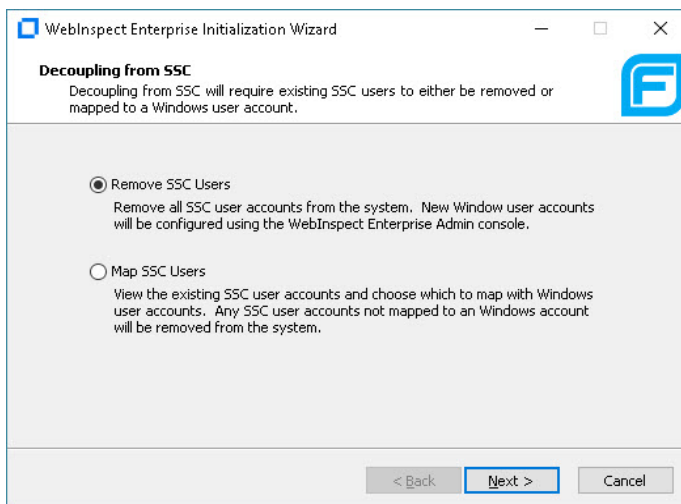 WebInspect Enterprise Initialization Wizard
Decoupling from SSC
Decoupling from SSC will require existing SSC users to either be removed or
mapped to a Windows user account.
Remove SSC Users
Remove all SSC user accounts from the system. New Window user accounts
will be configured using the WebInspect Enterprise Admin console.
Map SSC Users
View the existing SSC user accounts and choose which to map with Windows
user accounts. Any SSC user accounts not mapped to an Windows account
will be removed from the system.
< Back Next > Cancel